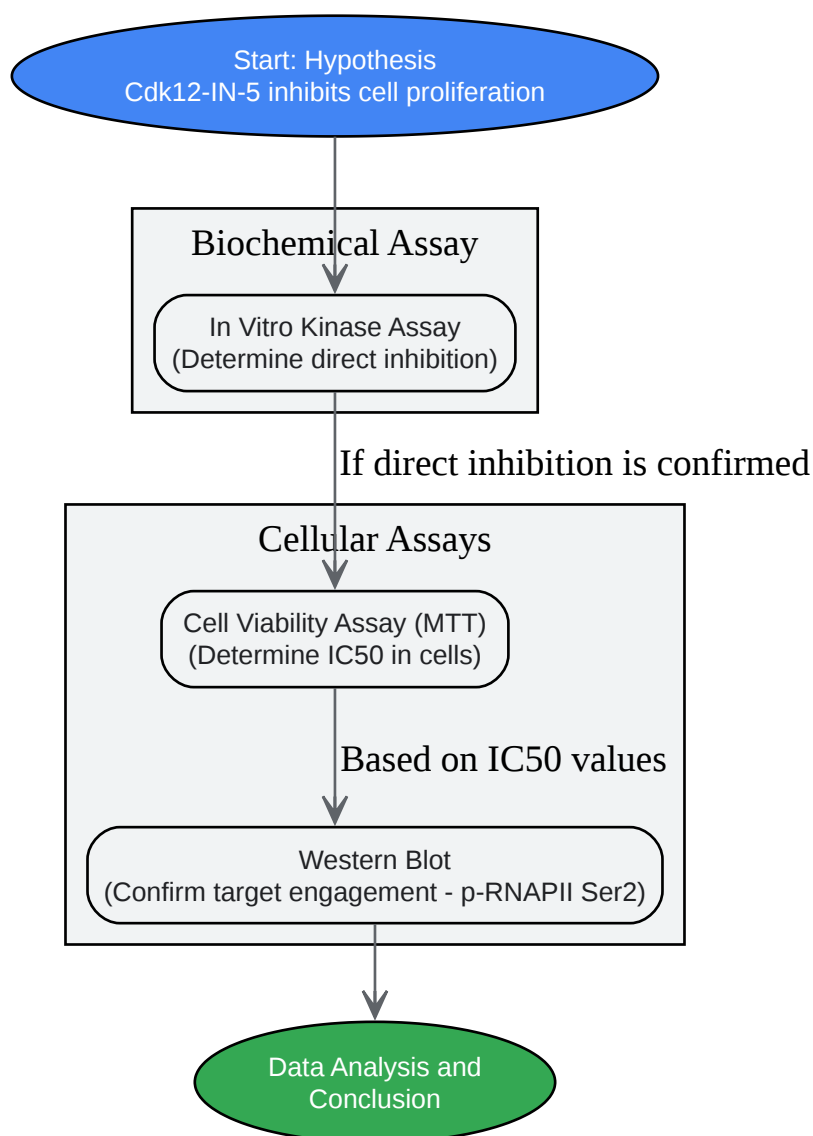 Start: Hypothesis
Cdk12-IN-5 inhibits cell proliferation
Biochemical Assay
In Vitro Kinase Assay
(Determine direct inhibition)
If direct inhibition is confirmed
Cellular Assays
Cell Viability Assay (MTT)
(Determine IC50 in cells)
Based on IC50 values
Western Blot
(Confirm target engagement - p-RNAPII Ser2)
Data Analysis and
Conclusion